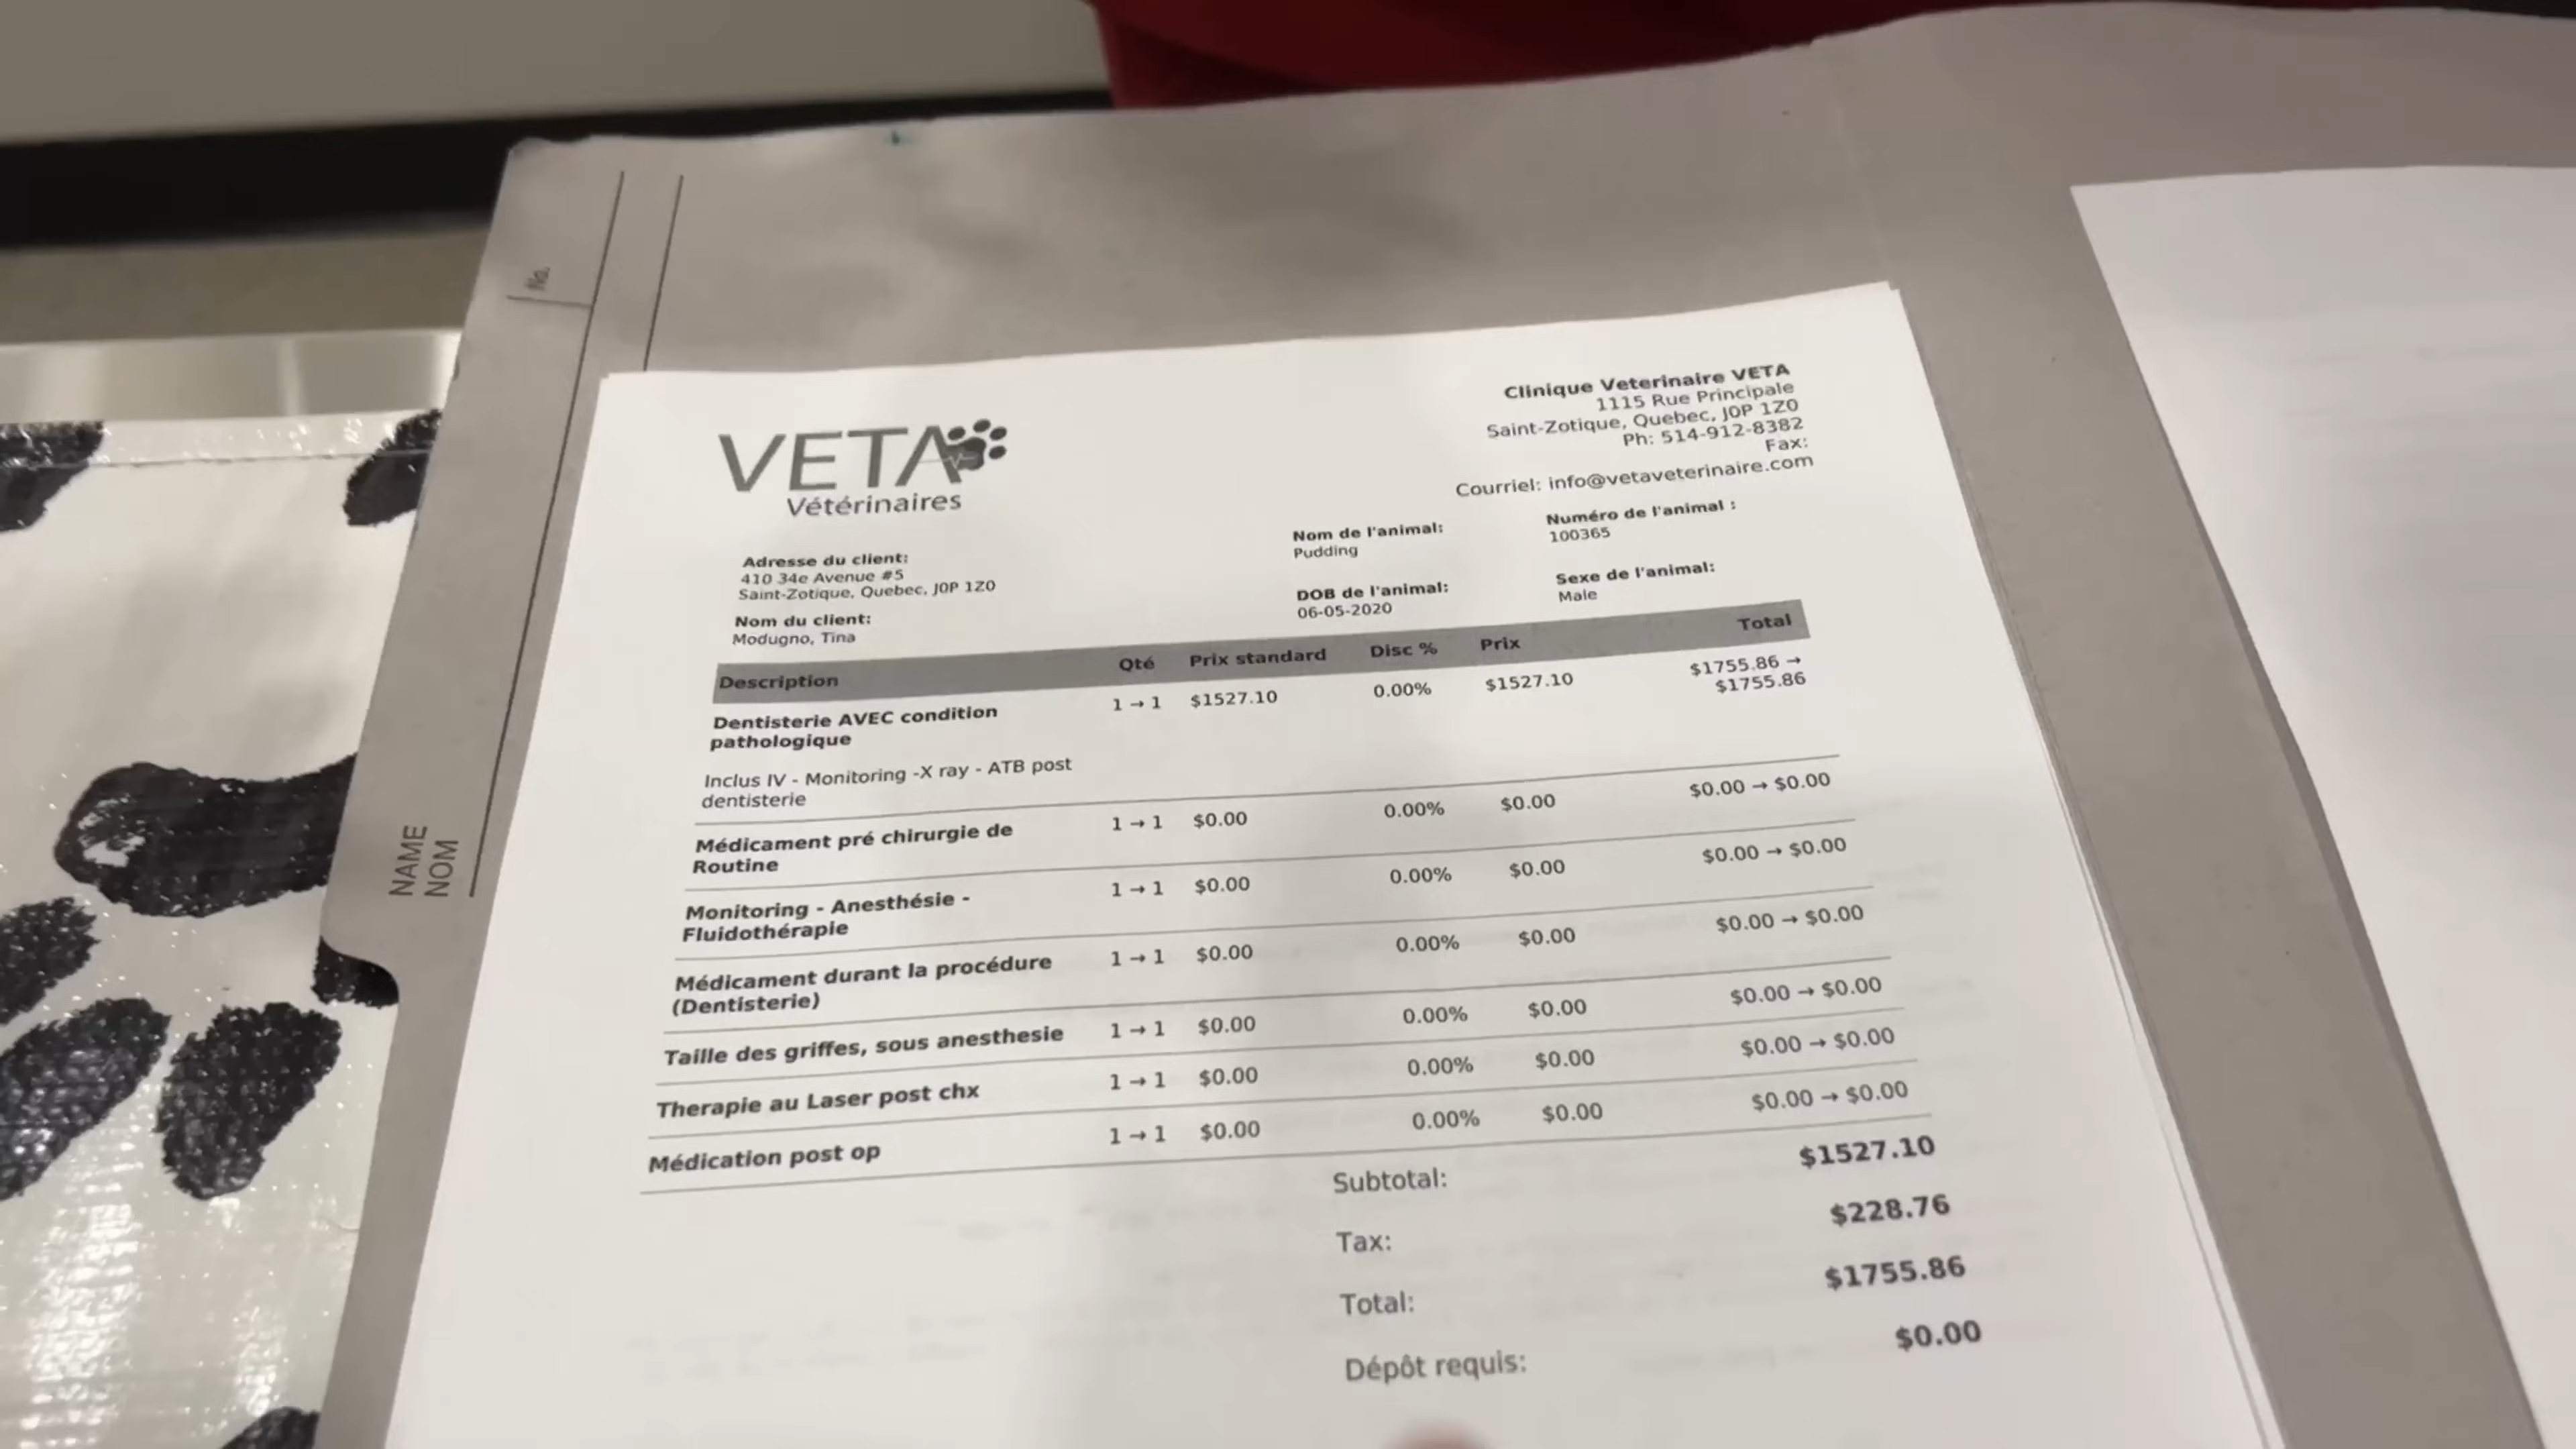 No.
NAME
NOM
VETA
Vétérinaires
Clinique Veterinaire VETA
1115 Rue Principale
Saint-Zotique, Quebec, J0P 1Z0
Ph: 514-912-8382
Fax:
Courriel: info@vetaveterinaire.com
Adresse du client:
410 34e Avenue #5
Saint-Zotique, Quebec, J0P 1Z0
Nom du client:
Modugno, Tina
Nom de l'animal:
Pudding
Numéro de l'animal :
100365
DOB de l'animal:
06-05-2020
Sexe de l'animal:
Male
Description Qté Prix standard Disc % Prix Total
Dentisterie AVEC condition 1 → 1 $1527.10 0.00% $1527.10 $1755.86 →
pathologique $1755.86
Inclus IV - Monitoring -X ray - ATB post
dentisterie
Médicament pré chirurgie de 1 → 1 $0.00 0.00% $0.00 $0.00 → $0.00
Routine
Monitoring - Anesthésie - 1 → 1 $0.00 0.00% $0.00 $0.00 → $0.00
Fluidothérapie
Médicament durant la procédure 1 → 1 $0.00 0.00% $0.00 $0.00 → $0.00
(Dentisterie)
Taille des griffes, sous anesthesie 1 → 1 $0.00 0.00% $0.00 $0.00 → $0.00
Therapie au Laser post chx 1 → 1 $0.00 0.00% $0.00 $0.00 → $0.00
Médication post op 1 → 1 $0.00 0.00% $0.00 $0.00 → $0.00
Subtotal: $1527.10
Tax: $228.76
Total: $1755.86
Dépôt requis: $0.00